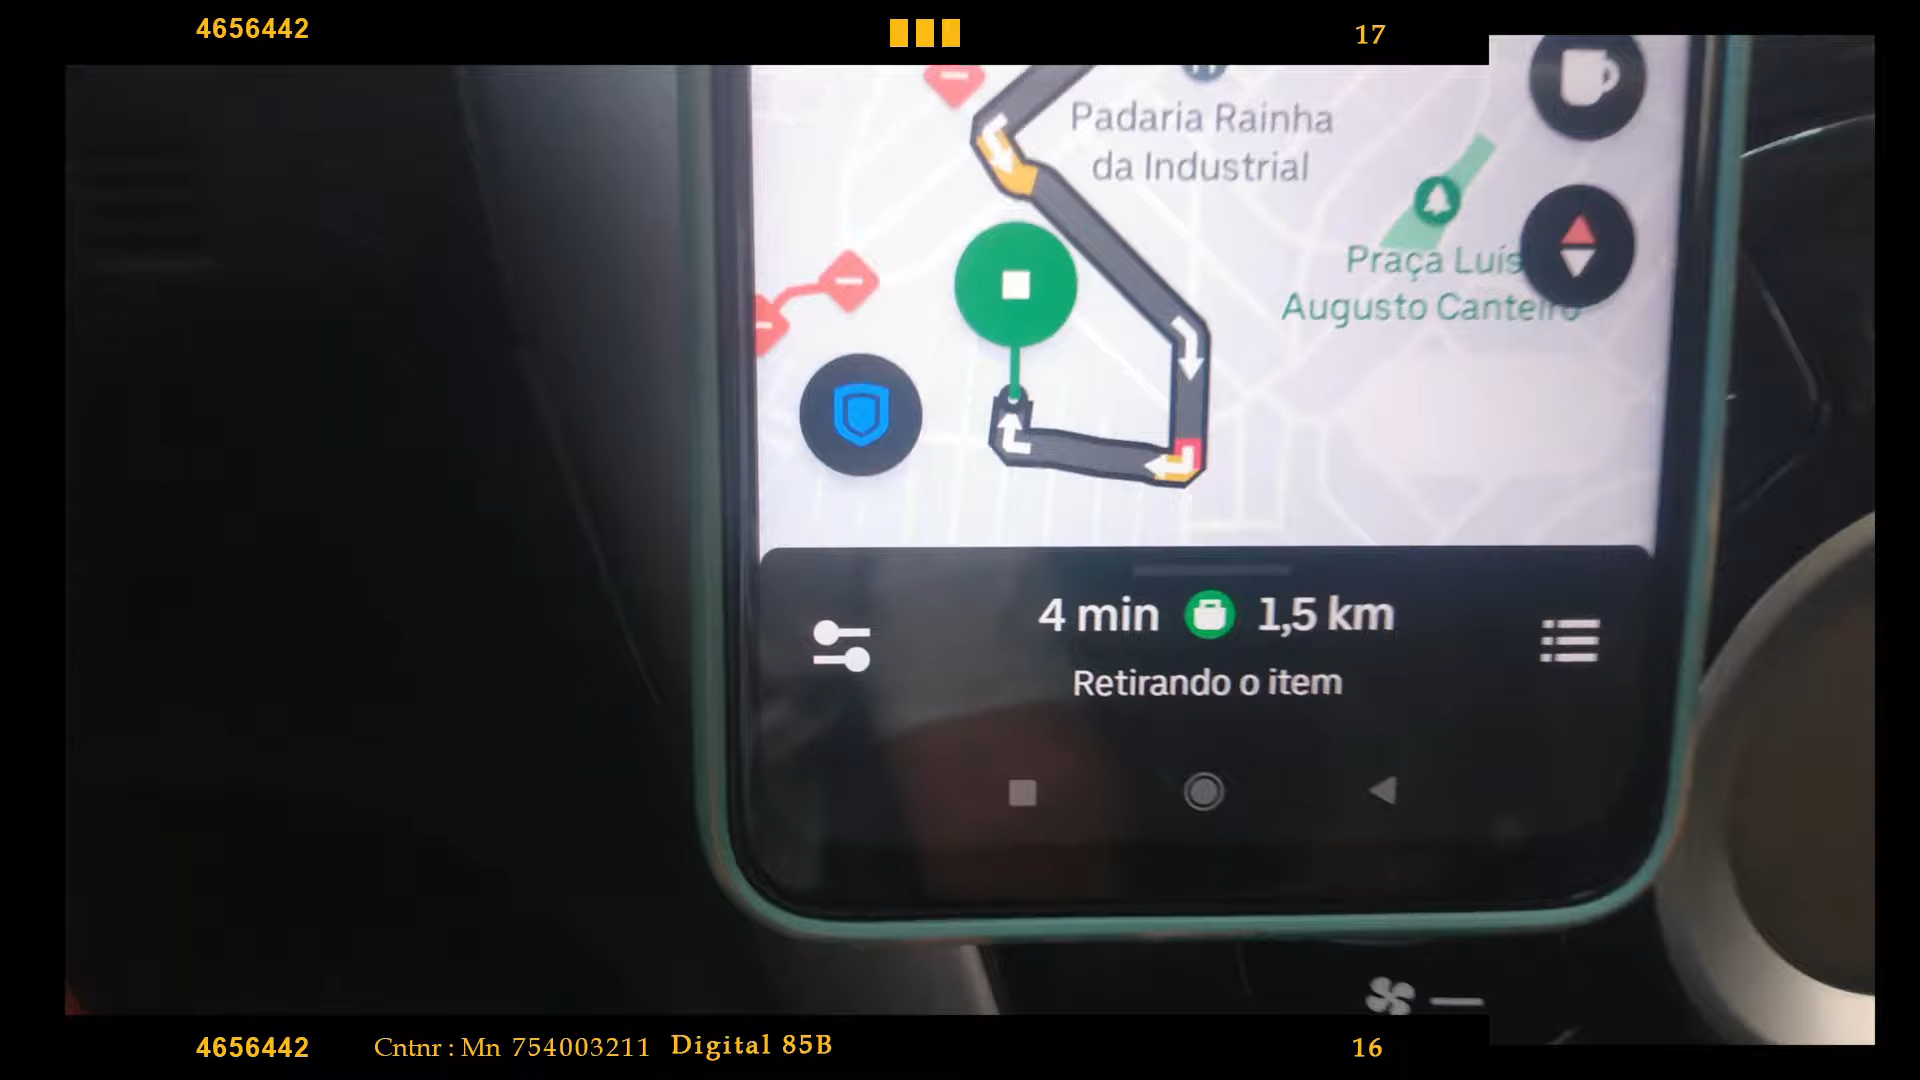 4656442
17
Padaria Rainha
da Industrial
Praça Luís
Augusto Canteiro
4 min 1,5 km
Retirando o item
4656442 Cntnr : Mn 754003211 Digital 85B
16